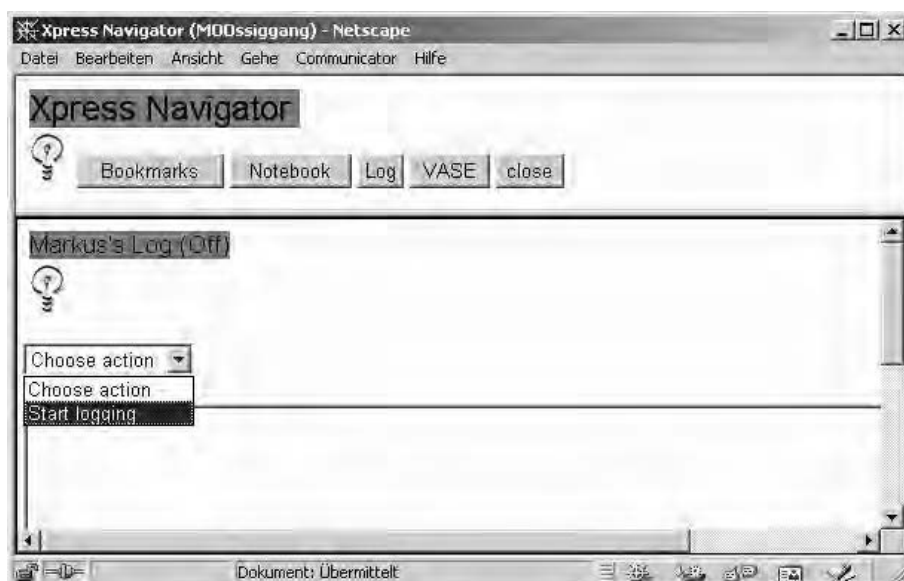 Xpress Navigator (MOOssiggang) - Netscape
Datei Bearbeiten Ansicht Gehe Communicator Hilfe
Xpress Navigator
Bookmarks Notebook Log VASE close
Markus's Log (Off)
Choose action
Choose action
Start logging
Dokument: Übermittelt